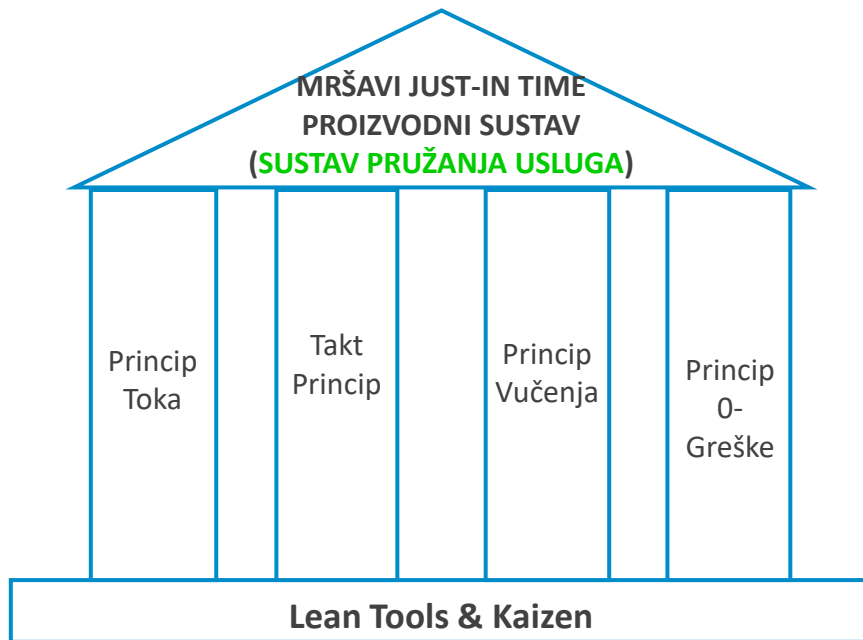 MRŠAVI JUST-IN TIME
PROIZVODNI SUSTAV
(SUSTAV PRUŽANJA USLUGA)
Princip
Toka
Takt
Princip
Princip
Vučenja
Princip
0-
Greške
Lean Tools & Kaizen